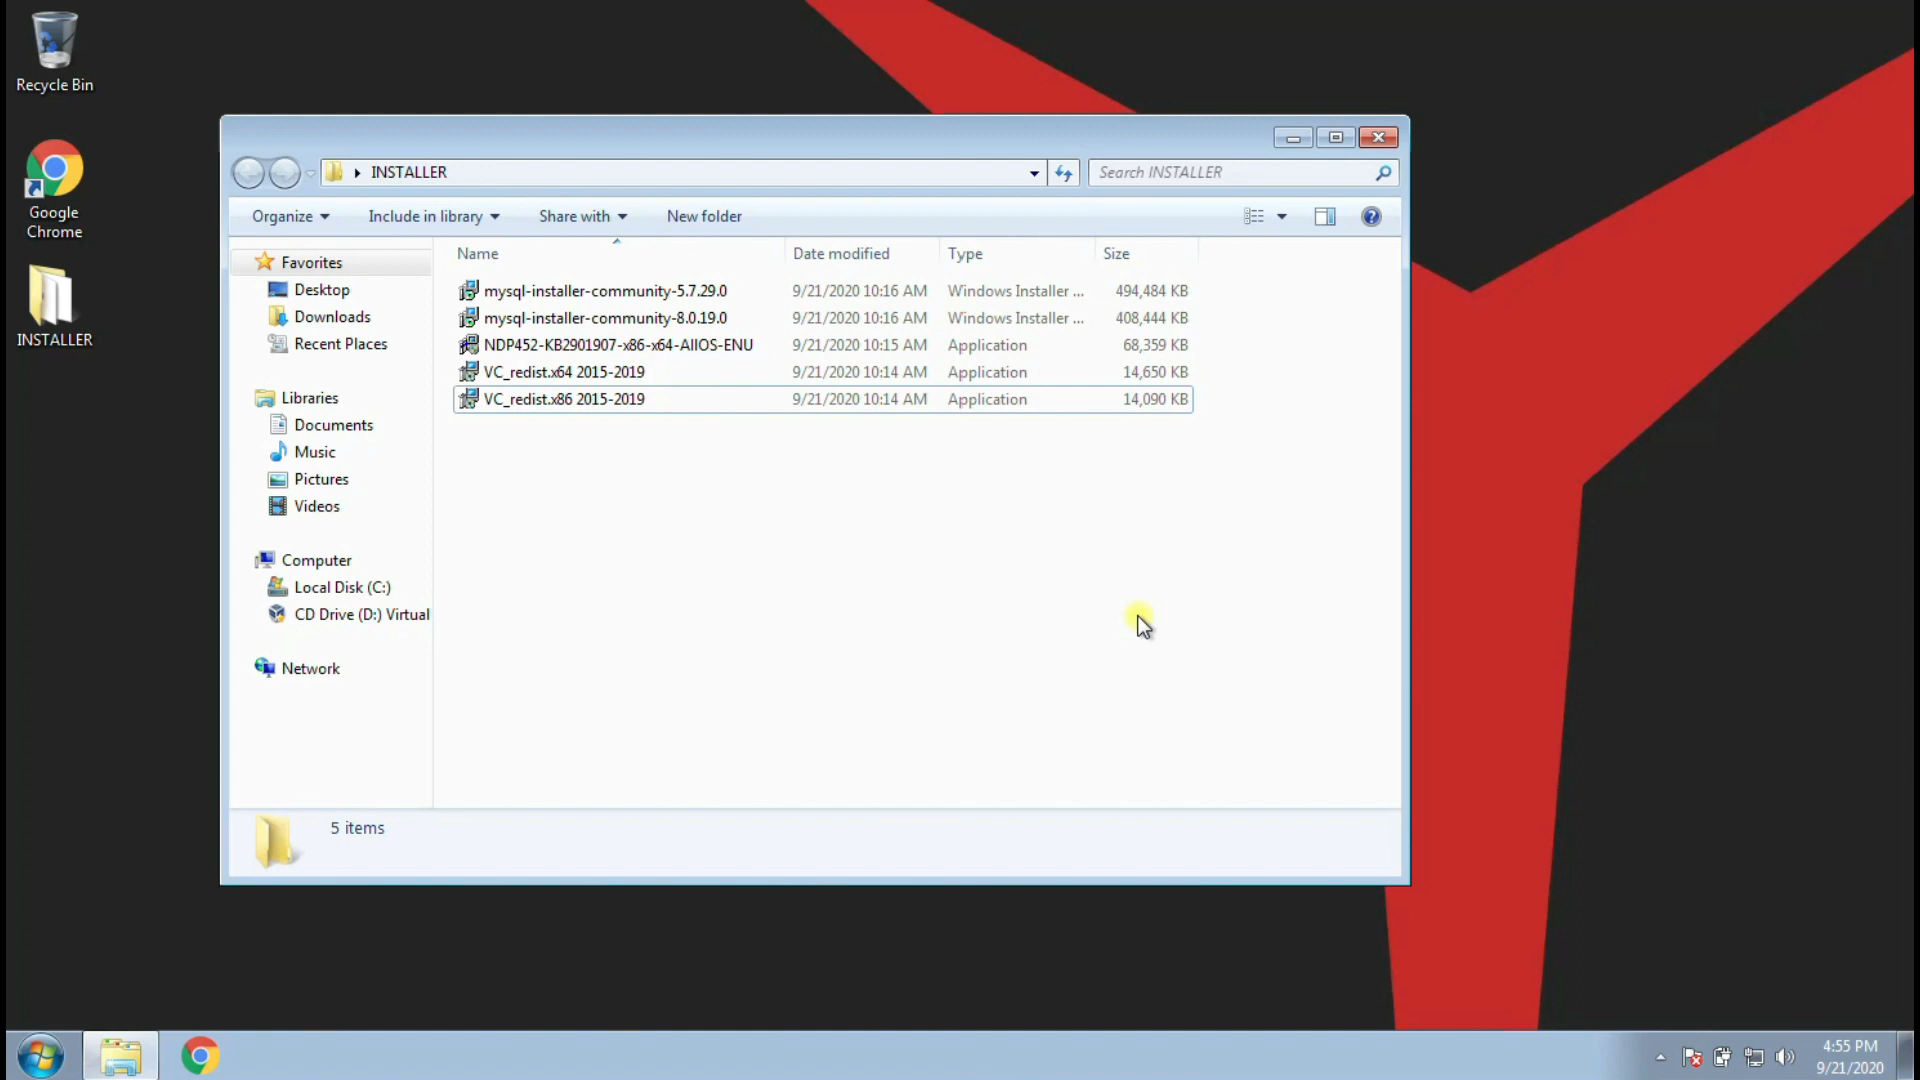 Recycle Bin
Google
Chrome
INSTALLER
INSTALLER
Search INSTALLER
Organize
Include in library
Share with
New folder
Name
Date modified
Type
Size
Favorites
Desktop
Downloads
Recent Places
Libraries
Documents
Music
Pictures
Videos
Computer
Local Disk (C:)
CD Drive (D:) Virtual
Network
mysql-installer-community-5.7.29.0 9/21/2020 10:16 AM Windows Installer ... 494,484 KB
mysql-installer-community-8.0.19.0 9/21/2020 10:16 AM Windows Installer ... 408,444 KB
NDP452-KB2901907-x86-x64-AllOS-ENU 9/21/2020 10:15 AM Application 68,359 KB
VC_redist.x64 2015-2019 9/21/2020 10:14 AM Application 14,650 KB
VC_redist.x86 2015-2019 9/21/2020 10:14 AM Application 14,090 KB
5 items
4:55 PM
9/21/2020